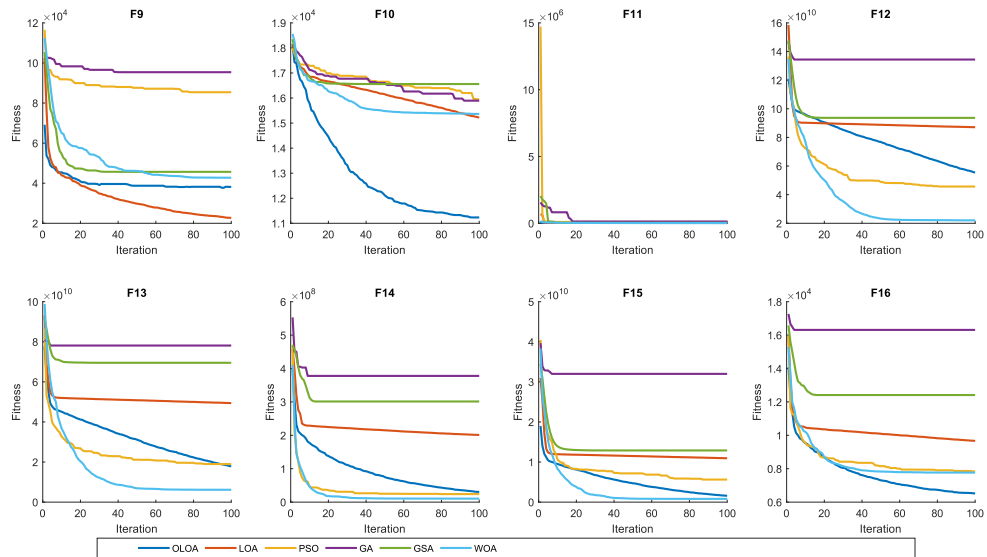 F9
×10^4
12
10
8
6
4
2
0 20 40 60 80 100
Fitness
Iteration
F10
×10^4
1.9
1.8
1.7
1.6
1.5
1.4
1.3
1.2
1.1
0 20 40 60 80 100
Fitness
Iteration
F11
×10^6
15
10
5
0
0 20 40 60 80 100
Fitness
Iteration
F12
×10^10
16
14
12
10
8
6
4
2
0 20 40 60 80 100
Fitness
Iteration
F13
×10^10
10
8
6
4
2
0
0 20 40 60 80 100
Fitness
Iteration
F14
×10^8
6
5
4
3
2
1
0
0 20 40 60 80 100
Fitness
Iteration
F15
×10^10
5
4
3
2
1
0
0 20 40 60 80 100
Fitness
Iteration
F16
×10^4
1.8
1.6
1.4
1.2
1
0.8
0.6
0 20 40 60 80 100
Fitness
Iteration
OLOA LOA PSO GA GSA WOA